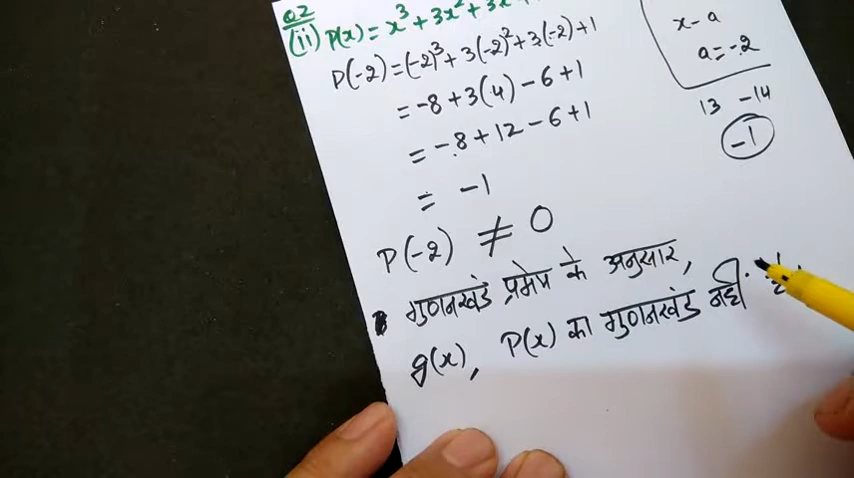 Q2
(ii) P(x) = x³ + 3x² + 3x
P(-2) = (-2)³ + 3(-2)² + 3(-2) + 1
= -8 + 3(4) - 6 + 1
= -8 + 12 - 6 + 1
= -1
P(-2) ≠ 0
गुणनखंड प्रमेय के अनुसार,
g(x), P(x) का गुणनखंड नहीं
x - a
a = -2
13 -14
-1